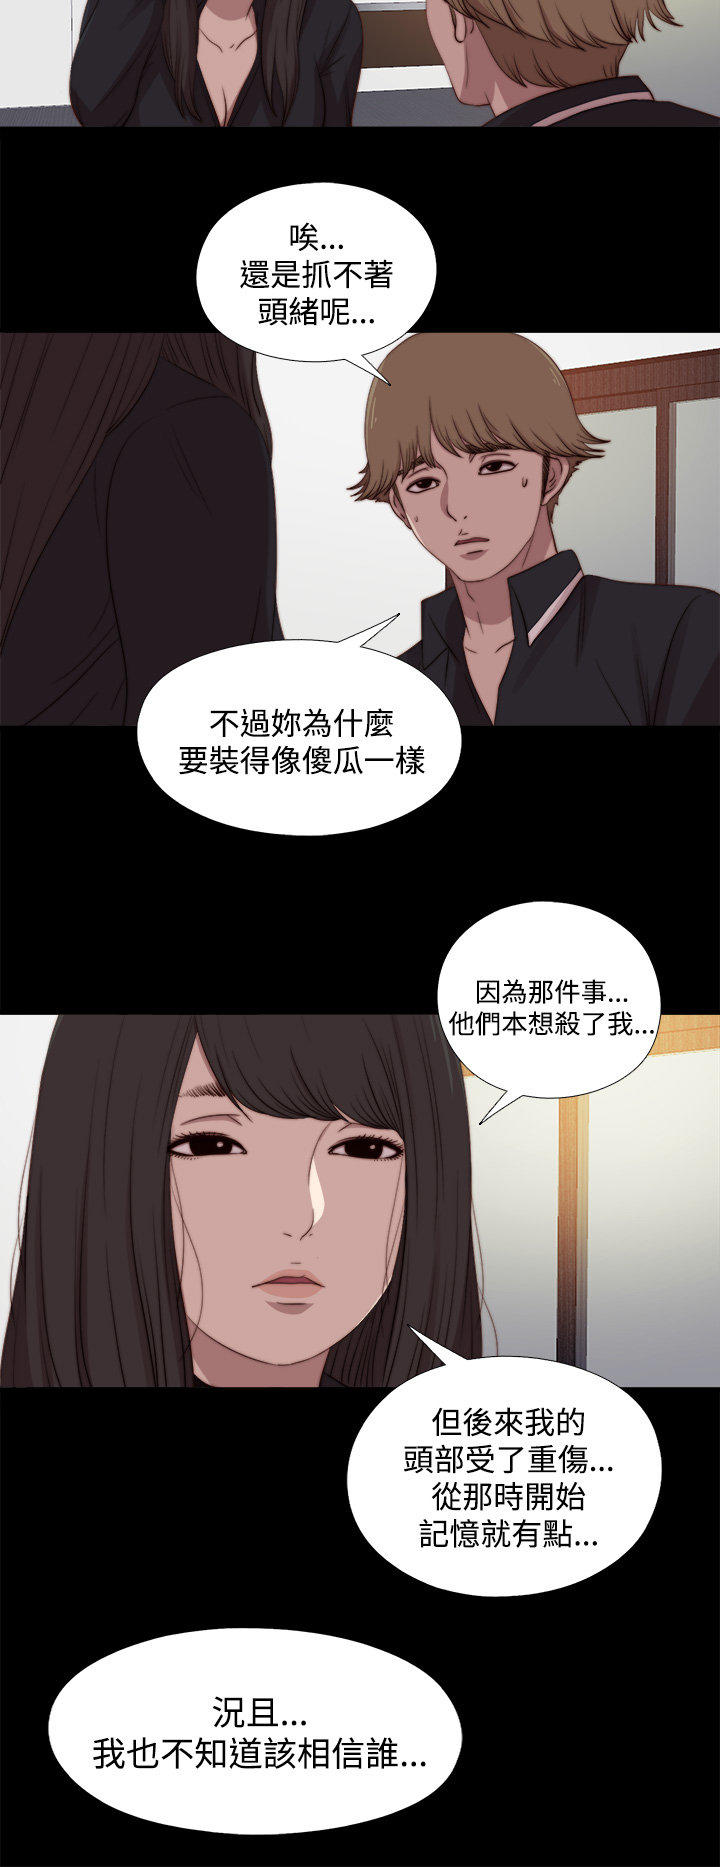 唉...
還是抓不著
頭緒呢...
不過妳為什麼
要裝得像傻瓜一樣
因為那件事...
他們本想殺了我...
但後來我的
頭部受了重傷...
從那時開始
記憶就有點...
況且...
我也不知道該相信誰...